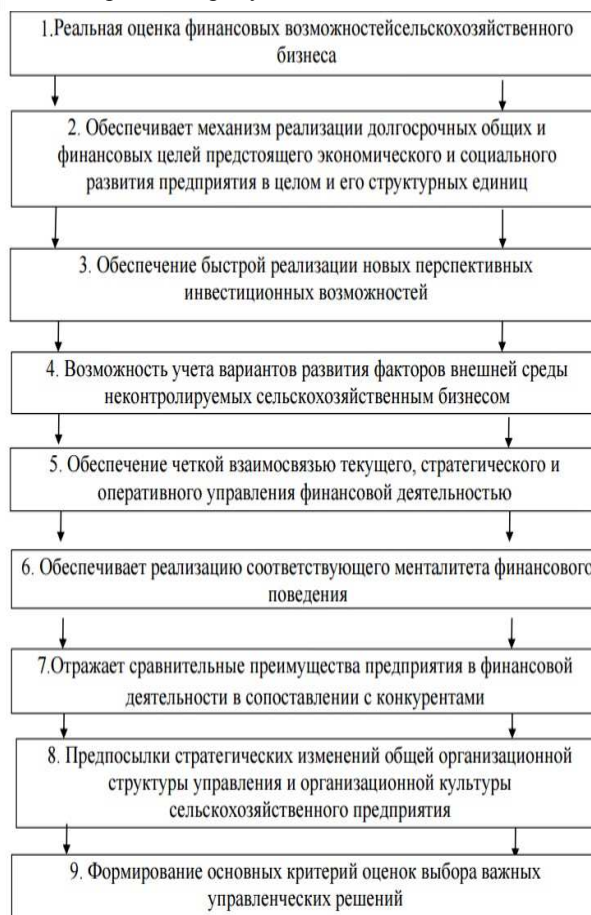 1.Реальная оценка финансовых возможностейсельскохозяйственного
бизнеса
2. Обеспечивает механизм реализации долгосрочных общих и
финансовых целей предстоящего экономического и социального
развития предприятия в целом и его структурных единиц
3. Обеспечение быстрой реализации новых перспективных
инвестиционных возможностей
4. Возможность учета вариантов развития факторов внешней среды
неконтролируемых сельскохозяйственным бизнесом
5. Обеспечение четкой взаимосвязью текущего, стратегического и
оперативного управления финансовой деятельностью
6. Обеспечивает реализацию соответствующего менталитета финансового
поведения
7.Отражает сравнительные преимущества предприятия в финансовой
деятельности в сопоставлении с конкурентами
8. Предпосылки стратегических изменений общей организационной
структуры управления и организационной культуры
сельскохозяйственного предприятия
9. Формирование основных критериев оценок выбора важных
управленческих решений